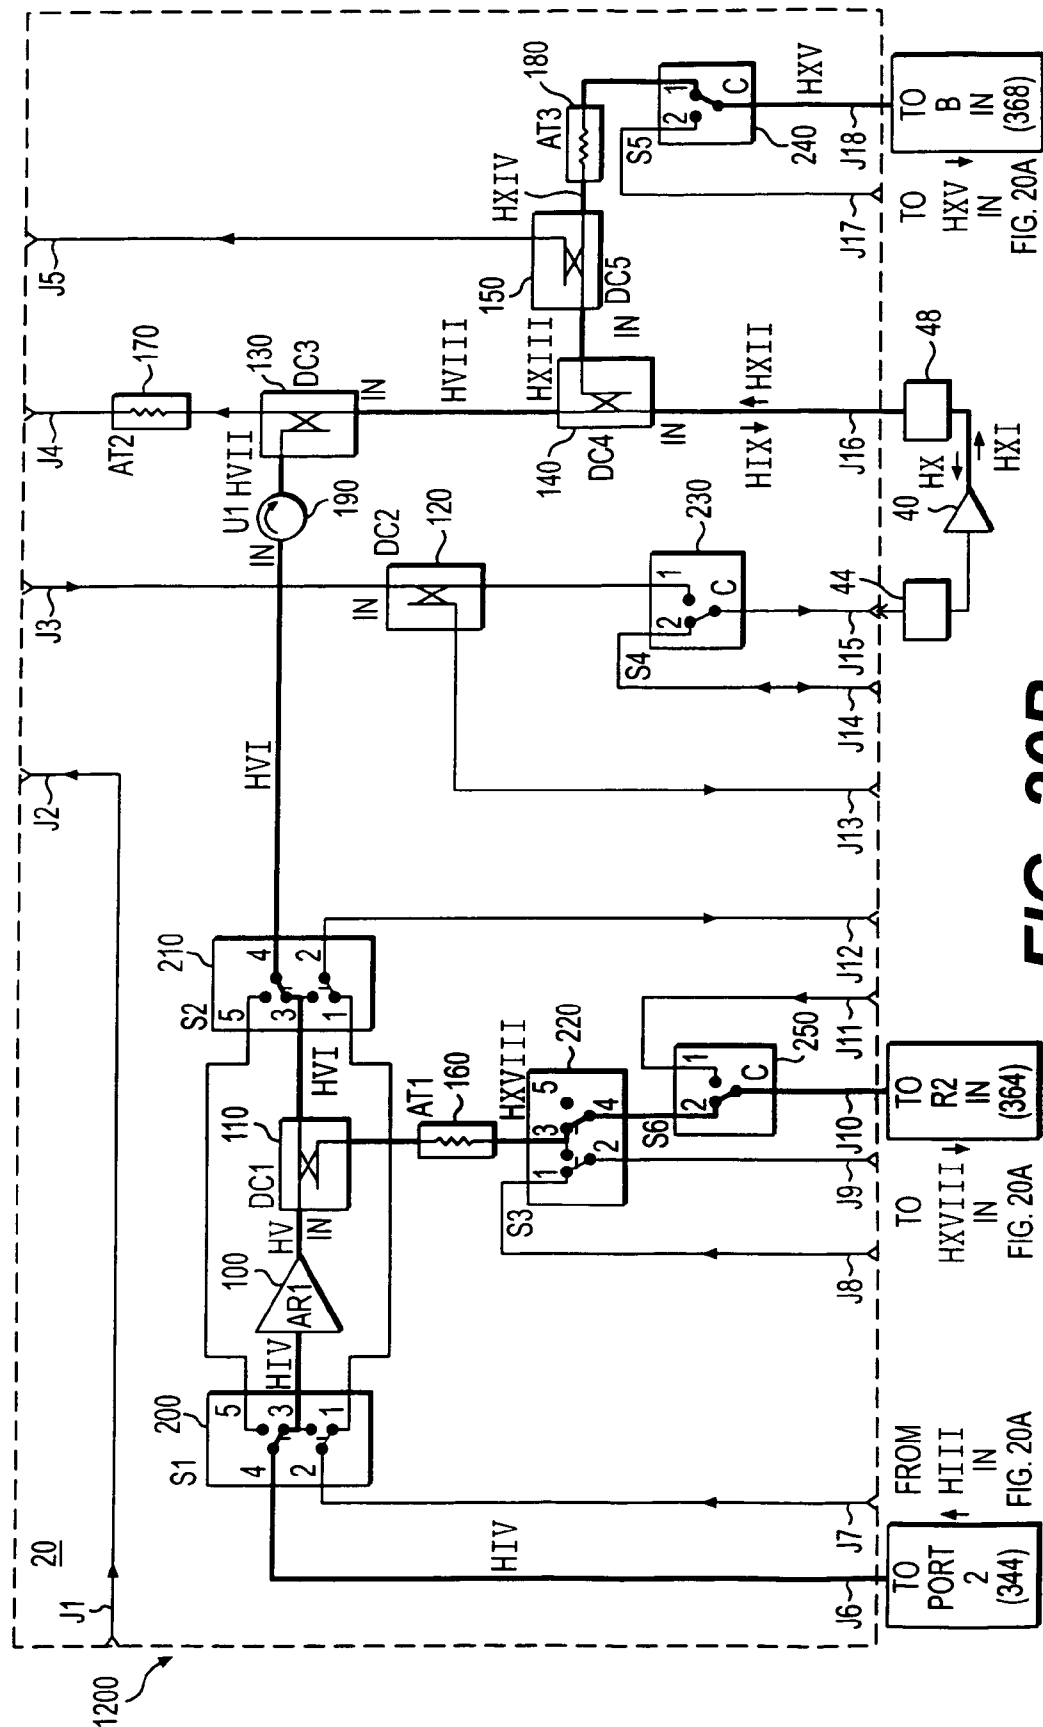 1200
20
J1
J2
J3
J4
J5
S1
200
4
5
3
2
1
HIV
HIV
100
AR1
HV
IN
DC1
110
HVI
S2
210
5
4
3
2
1
HVI
AT1
160
HXVIII
S3
220
1
3
5
2
4
S6
250
2
1
C
U1
IN
190
HVII
130
DC3
IN
AT2
170
IN
DC2
120
S4
230
2
1
C
HVIII
140
DC4
IN
HXIII
150
IN
DC5
HXIV
AT3
180
S5
240
2
1
C
HXV
HIX
HXII
J6
J7
J8
J9
J10
J11
J12
J13
J14
J15
J16
J17
J18
TO
PORT
2
(344)
FROM
HIII
IN
FIG. 20A
TO
HXVIII
IN
FIG. 20A
TO
R2
IN
(364)
44
40
HX
HXI
48
TO
HXV
IN
FIG. 20A
TO
B
IN
(368)